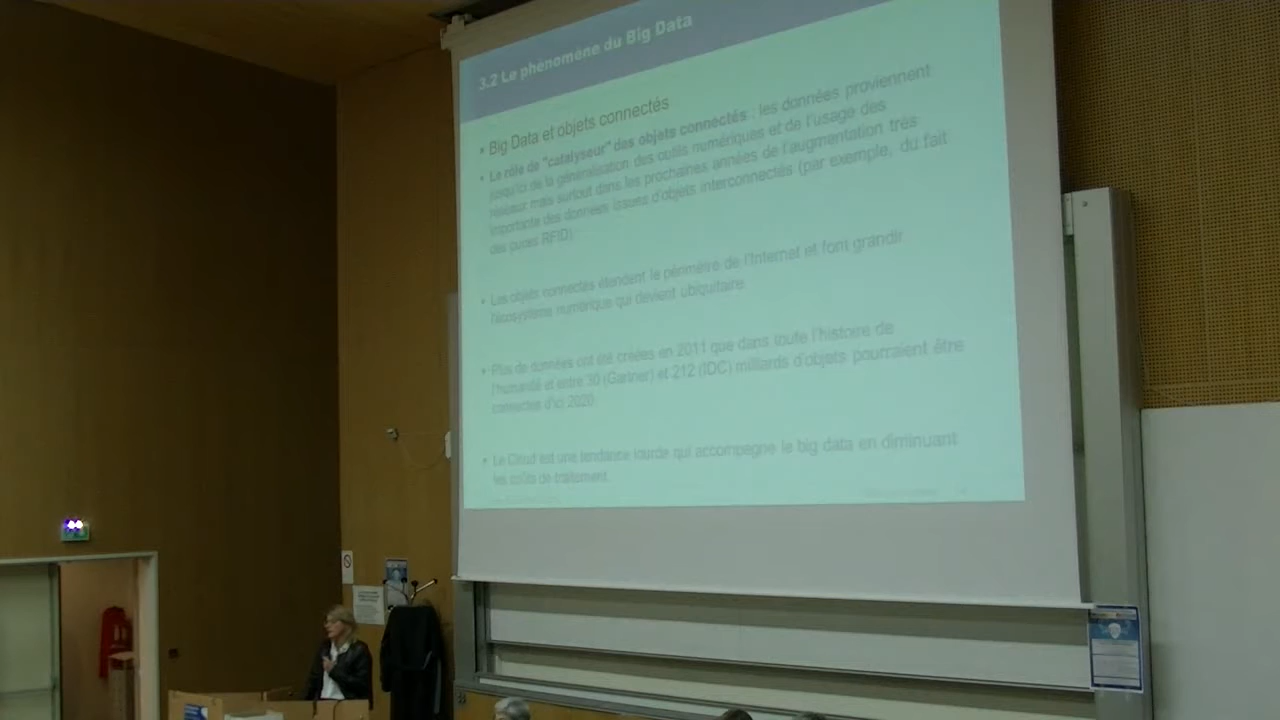 3.2 Le phénomène du Big Data
• Big Data et objets connectés
• Le rôle de "catalyseur" des objets connectés : les données proviennent
jusqu'ici de la généralisation des outils numériques et de l'usage des
réseaux mais surtout dans les prochaines années de l'augmentation très
importante des données issues d'objets interconnectés (par exemple, du fait
des puces RFID)
• Les objets connectés étendent le périmètre de l'Internet et font grandir
l'écosystème numérique qui devient ubiquitaire
• Plus de données ont été créées en 2011 que dans toute l'histoire de
l'humanité et entre 30 (Gartner) et 212 (IDC) milliards d'objets pourraient être
connectés d'ici 2020
• Le Cloud est une tendance lourde qui accompagne le big data en diminuant
les coûts de traitement